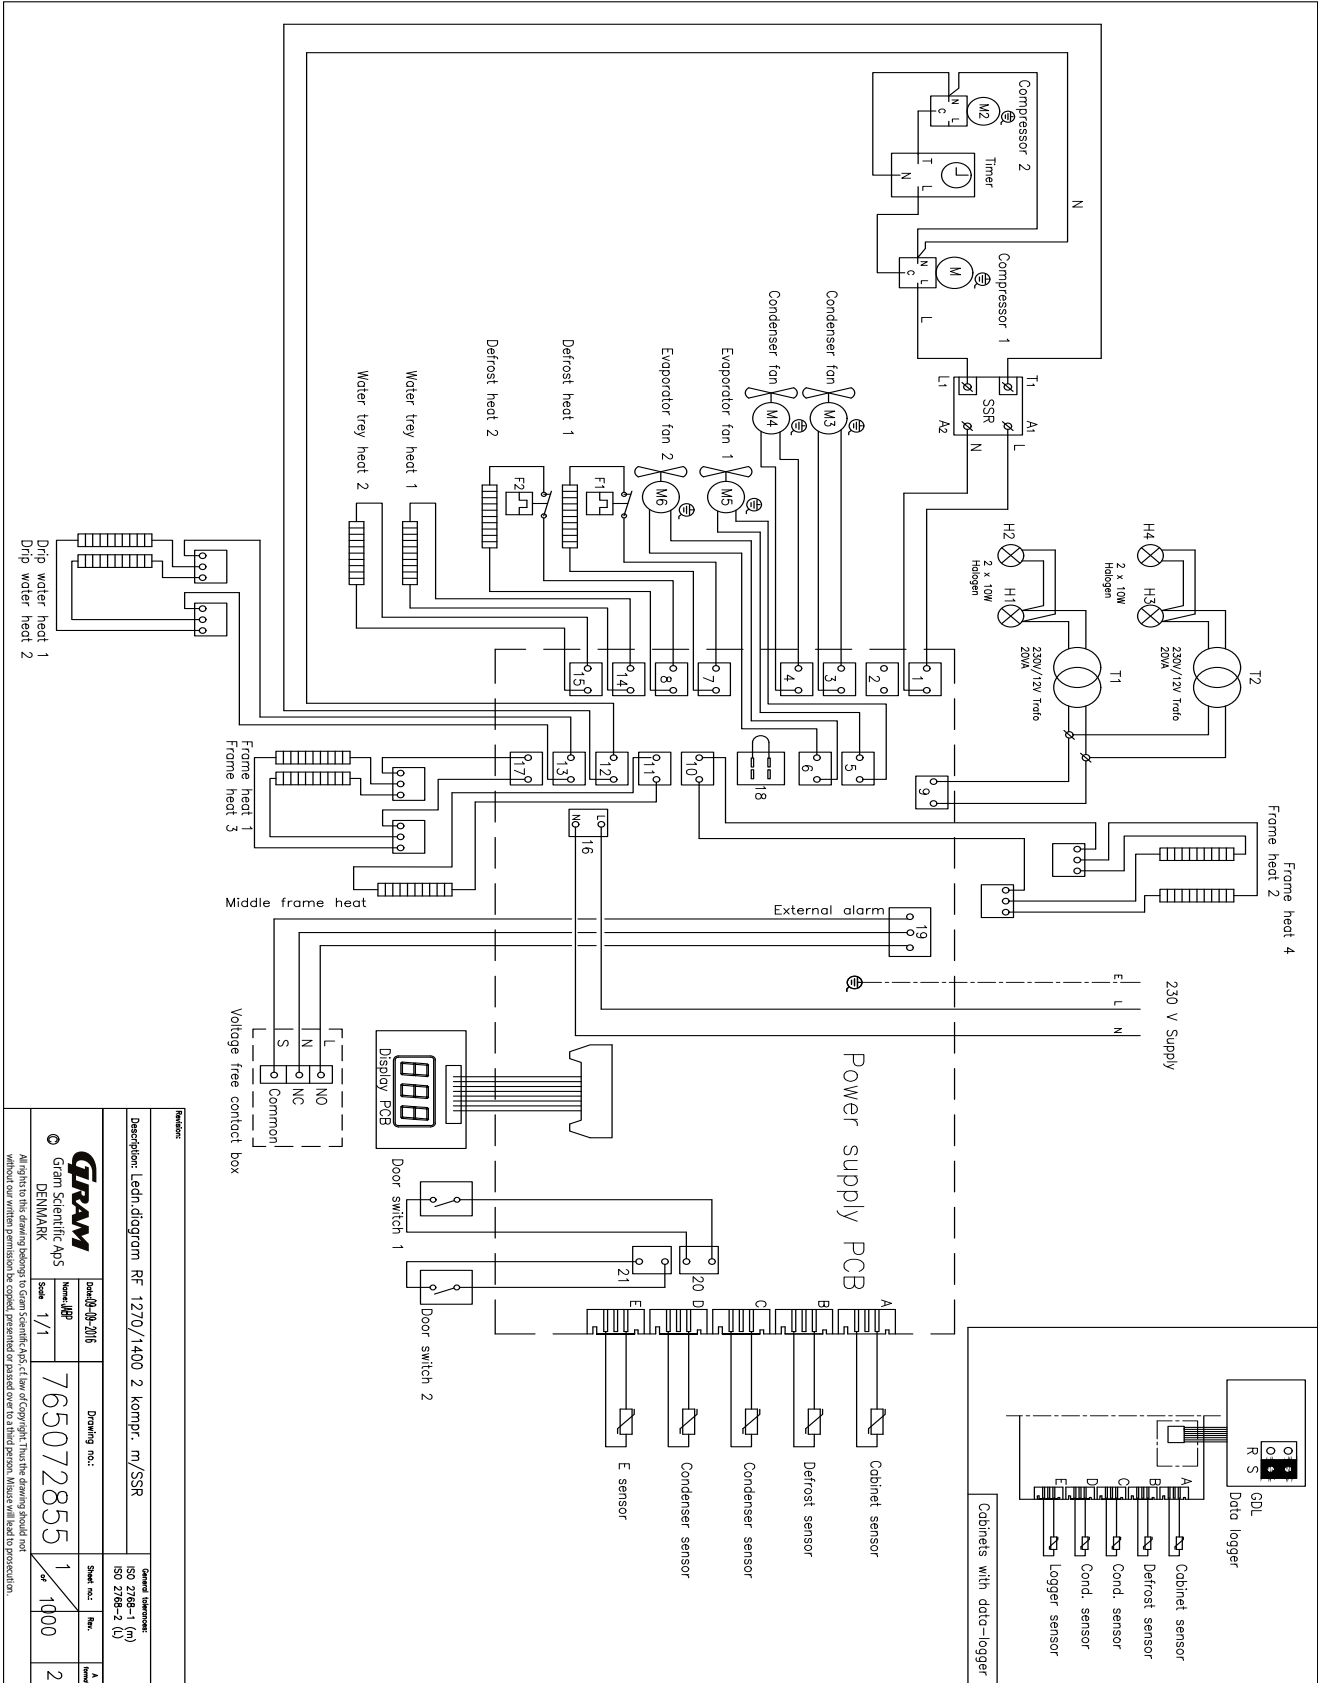 Compressor 2
M2
N
L
C
Timer
T
L
N
N
Compressor 1
M
N
L
C
L
T1
L1
SSR
A1
A2
L
N
Condenser fan
M3
Condenser fan
M4
Evaporator fan 1
M5
Evaporator fan 2
M6
Defrost heat 1
F1
Defrost heat 2
F2
Water trey heat 1
Water trey heat 2
Drip water heat 1
Drip water heat 2
H4
H3
2 x 10W
Halogen
H2
H1
2 x 10W
Halogen
T2
230V/12V Trafo
20VA
T1
230V/12V Trafo
20VA
1
2
3
4
7
8
14
15
5
6
18
10
11
12
13
17
9
16
L
N
Frame heat 1
Frame heat 3
Middle frame heat
Frame heat 4
Frame heat 2
External alarm
19
230 V Supply
E
L
N
Power supply PCB
Voltage free contact box
L
N
S
NO
NC
Common
Display PCB
Door switch 1
Door switch 2
20
21
A
B
C
D
E
Cabinet sensor
Defrost sensor
Condenser sensor
Condenser sensor
E sensor
GDL
Data logger
R S
A
B
C
D
E
Cabinet sensor
Defrost sensor
Cond. sensor
Cond. sensor
Logger sensor
Cabinets with data-logger
Revision:
Description: Ledn.diagram RF 1270/1400 2 kompr. m/SSR
General tolerances:
ISO 2768-1 (m)
ISO 2768-2 (L)
GRAM
© Gram Scientific ApS
DENMARK
Date: 09-09-2016
Name: JABP
Scale 1/1
Drawing no.:
765072855
Sheet no.:
1 of 1000
Rev.
2
All rights to this drawing belongs to Gram Scientific ApS, cf. law of Copyright. Thus the drawing should not
without our written permission be copied, presented or passed over to a third person. Misuse will lead to prosecution.